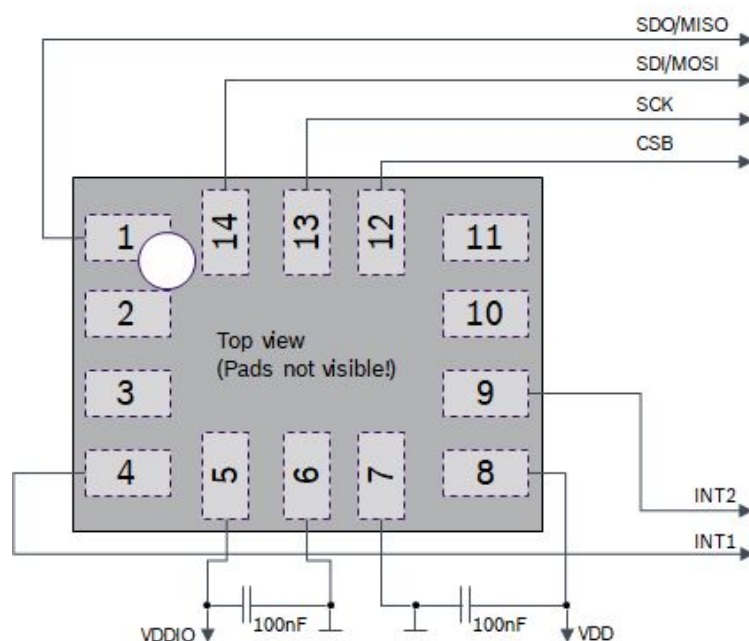 SDO/MISO
SDI/MOSI
SCK
CSB
14
13
12
1
11
2
10
Top view
(Pads not visible!)
3
9
4
5
6
7
8
INT2
INT1
100nF
100nF
VDDIO
VDD